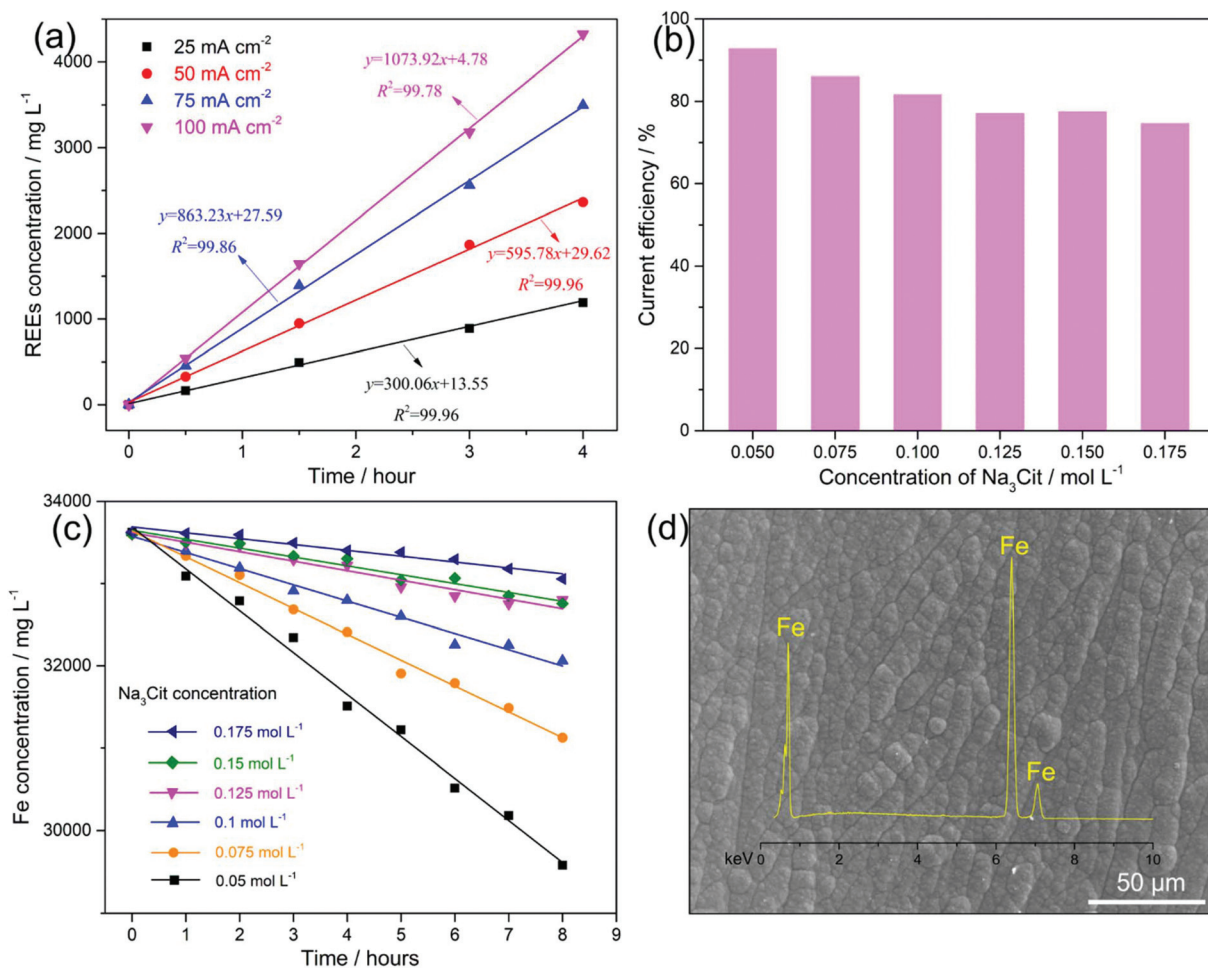 (a)
25 mA cm⁻²
50 mA cm⁻²
75 mA cm⁻²
100 mA cm⁻²
y=1073.92x+4.78
R²=99.78
y=863.23x+27.59
R²=99.86
y=595.78x+29.62
R²=99.96
y=300.06x+13.55
R²=99.96
REEs concentration / mg L⁻¹
4000
3000
2000
1000
0
0 1 2 3 4
Time / hour
(b)
Current efficiency / %
100
80
60
40
20
0
0.050 0.075 0.100 0.125 0.150 0.175
Concentration of Na₃Cit / mol L⁻¹
(c)
Fe concentration / mg L⁻¹
34000
32000
30000
Na₃Cit concentration
0.175 mol L⁻¹
0.15 mol L⁻¹
0.125 mol L⁻¹
0.1 mol L⁻¹
0.075 mol L⁻¹
0.05 mol L⁻¹
0 1 2 3 4 5 6 7 8 9
Time / hours
(d)
Fe
Fe
Fe
keV 0 2 4 6 8 10
50 μm